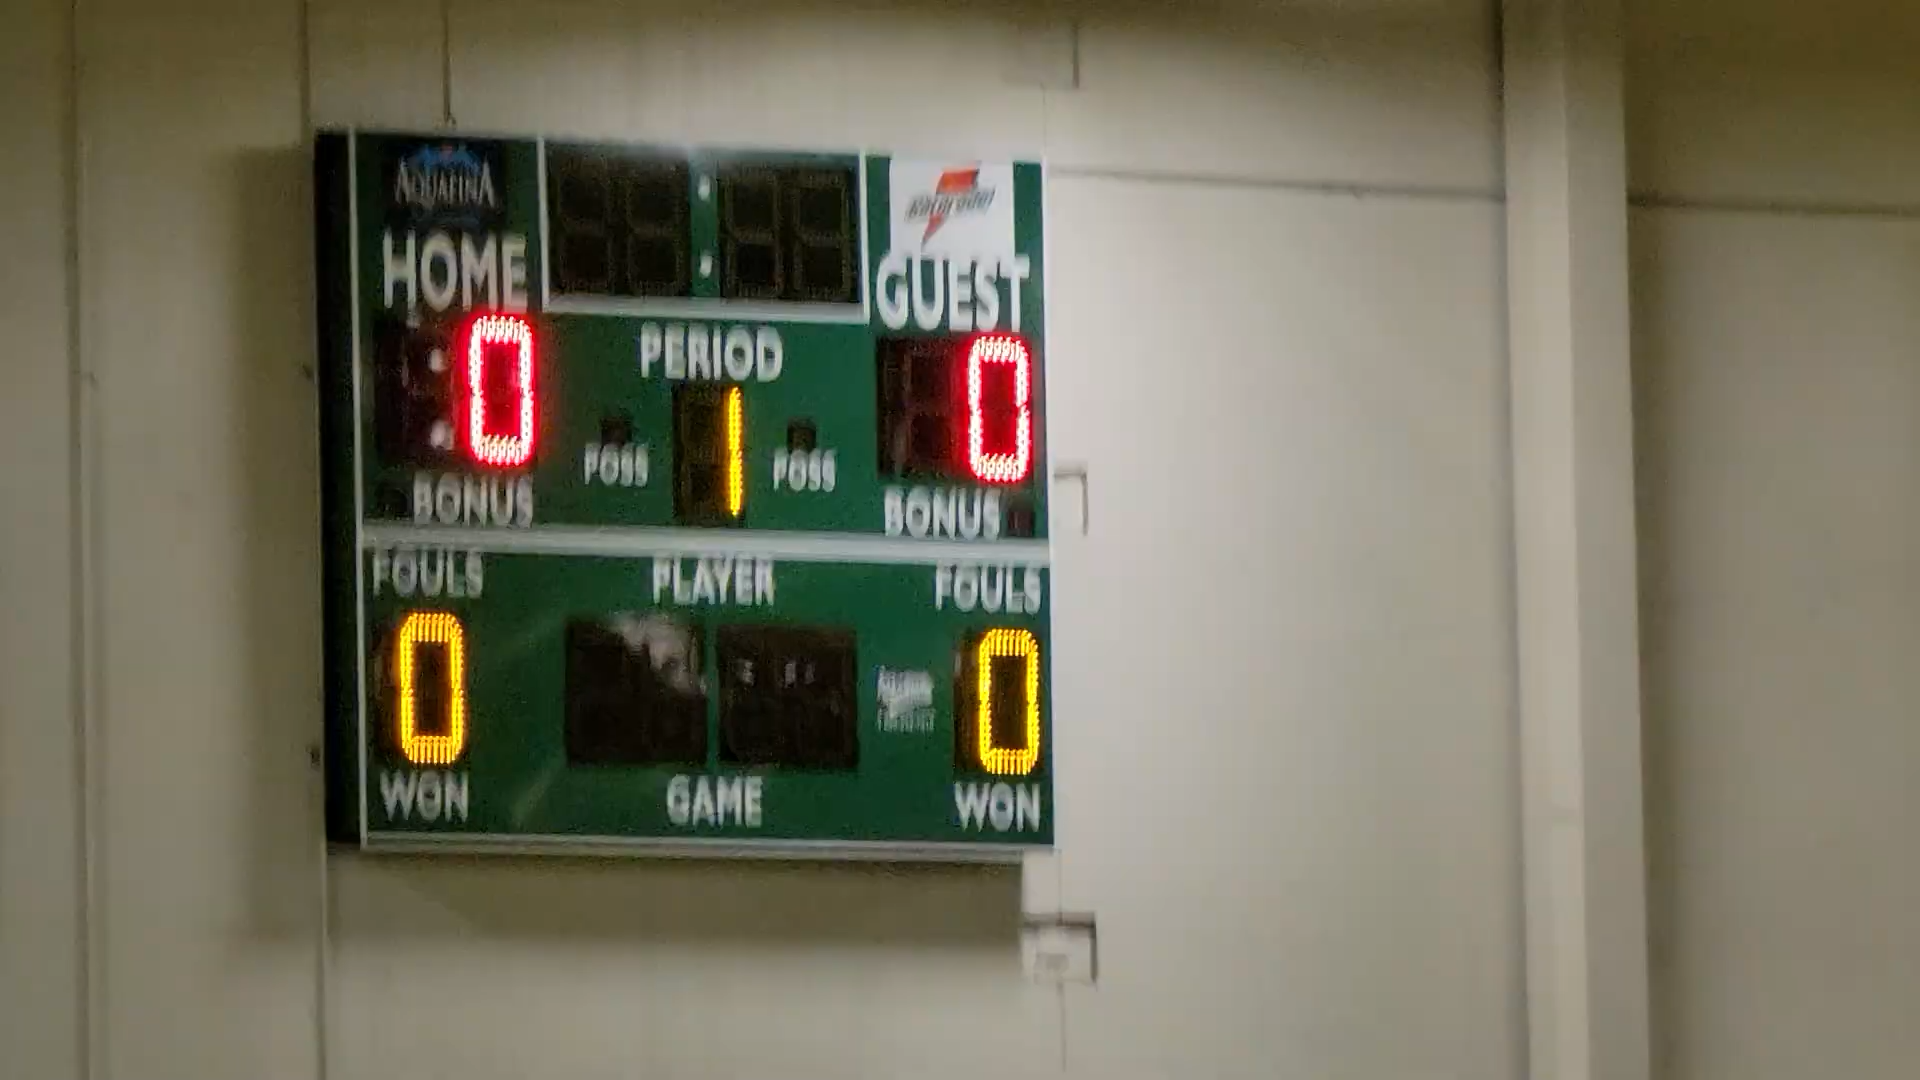 AQUAFINA
Gatorade
HOME
GUEST
0
PERIOD
0
1
POSS
POSS
BONUS
BONUS
FOULS
PLAYER
FOULS
0
0
WON
GAME
WON